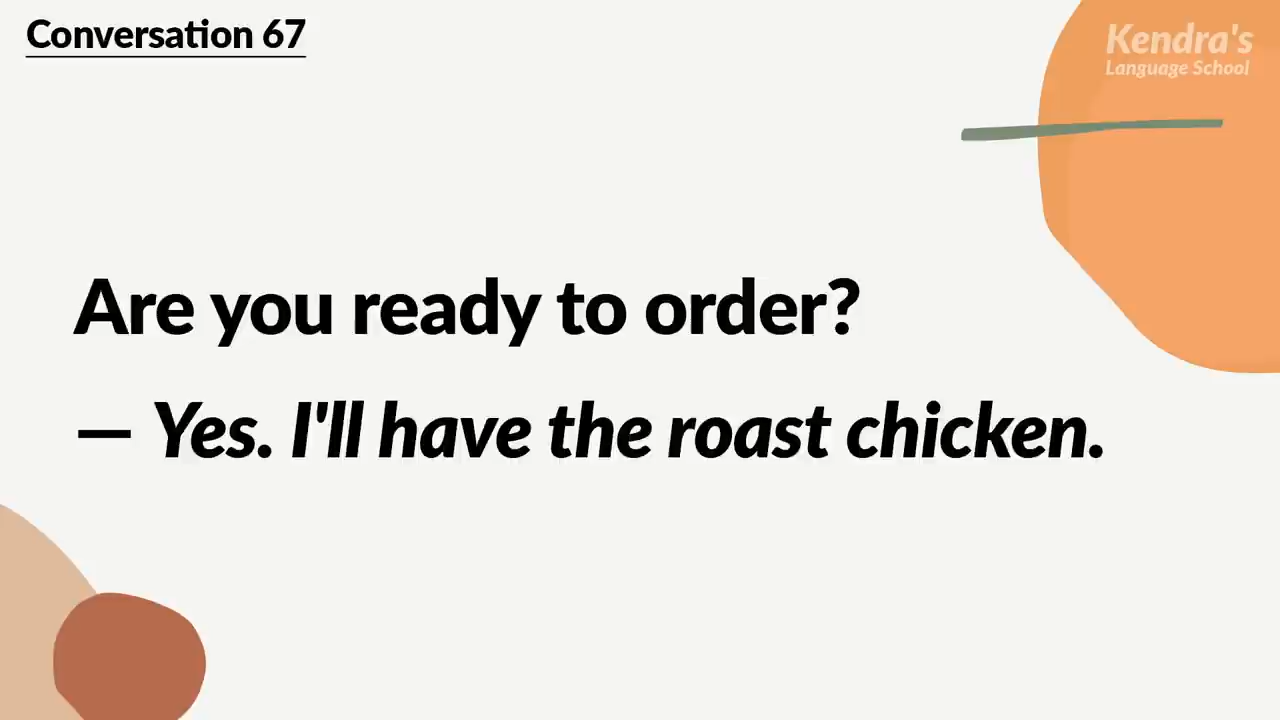 Conversation 67
Kendra's
Language School
Are you ready to order?
— Yes. I'll have the roast chicken.